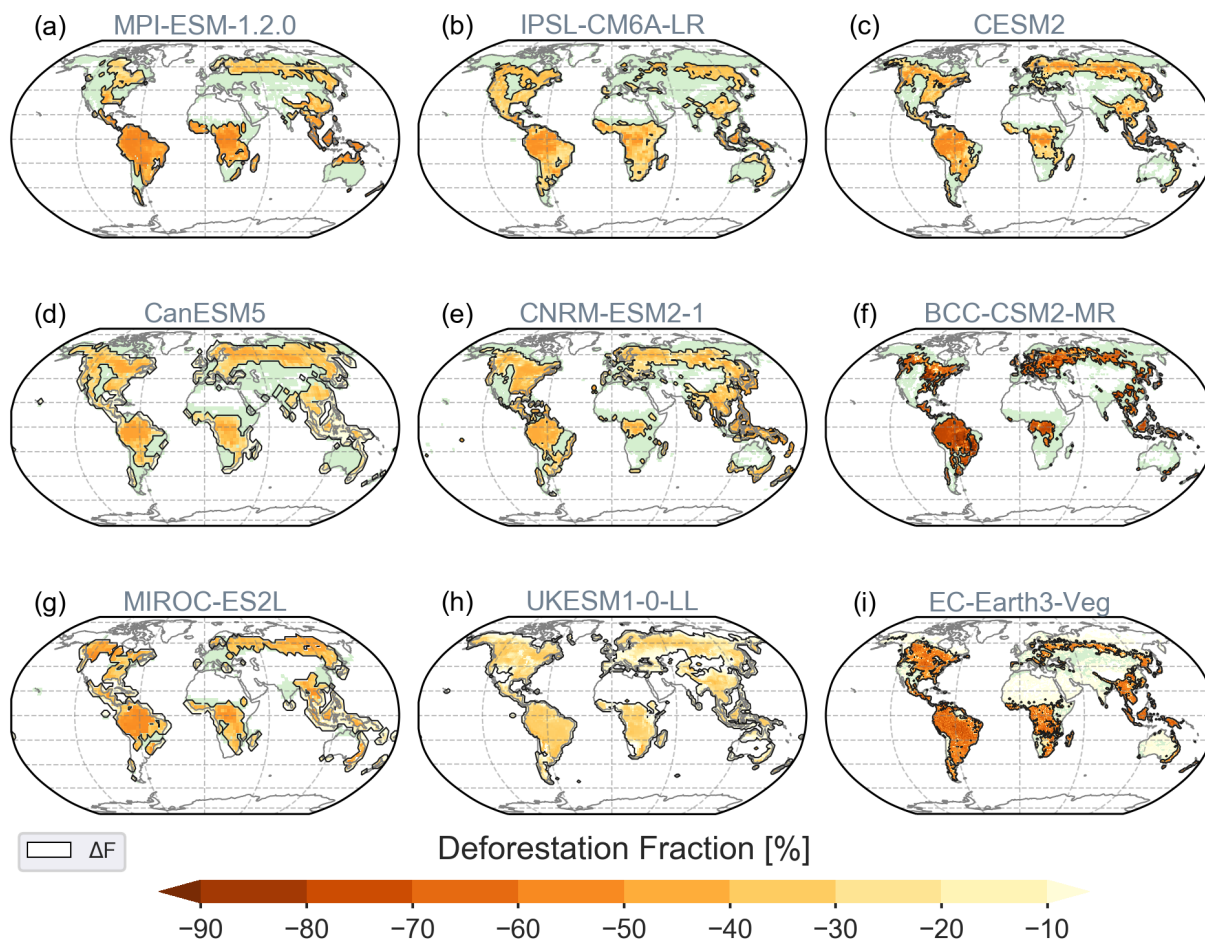 (a) MPI-ESM-1.2.0
(b) IPSL-CM6A-LR
(c) CESM2
(d) CanESM5
(e) CNRM-ESM2-1
(f) BCC-CSM2-MR
(g) MIROC-ES2L
(h) UKESM1-0-LL
(i) EC-Earth3-Veg
ΔF
Deforestation Fraction [%]
−90 −80 −70 −60 −50 −40 −30 −20 −10